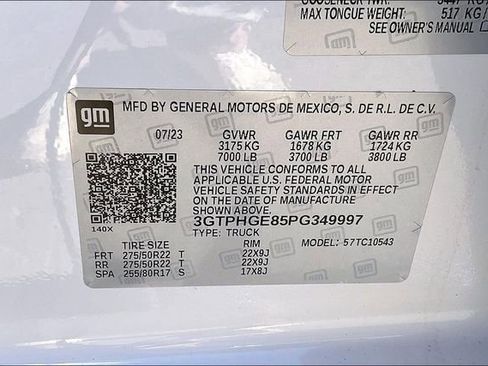 MAX TONGUE WEIGHT: 517 KG/
SEE OWNER'S MANUAL
gm
MFD BY GENERAL MOTORS DE MEXICO, S. DE R.L. DE C.V.
07/23 GVWR GAWR FRT GAWR RR
3175 KG 1678 KG 1724 KG
7000 LB 3700 LB 3800 LB
THIS VEHICLE CONFORMS TO ALL
APPLICABLE U.S. FEDERAL MOTOR
VEHICLE SAFETY STANDARDS IN EFFECT
ON THE DATE OF MANUFACTURE
SHOWN ABOVE.
140X
3GTPHGE85PG349997
TYPE: TRUCK MODEL: 57TC10543
TIRE SIZE RIM
FRT 275/50R22 T 22X9J
RR 275/50R22 T 22X9J
SPA 255/80R17 S 17X8J